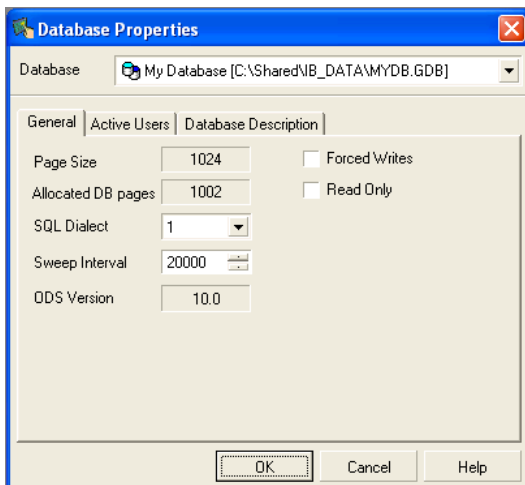 Database Properties
Database My Database [C:\Shared\IB_DATA\MYDB.GDB]
General Active Users Database Description
Page Size 1024 Forced Writes
Allocated DB pages 1002 Read Only
SQL Dialect 1
Sweep Interval 20000
ODS Version 10.0
OK Cancel Help